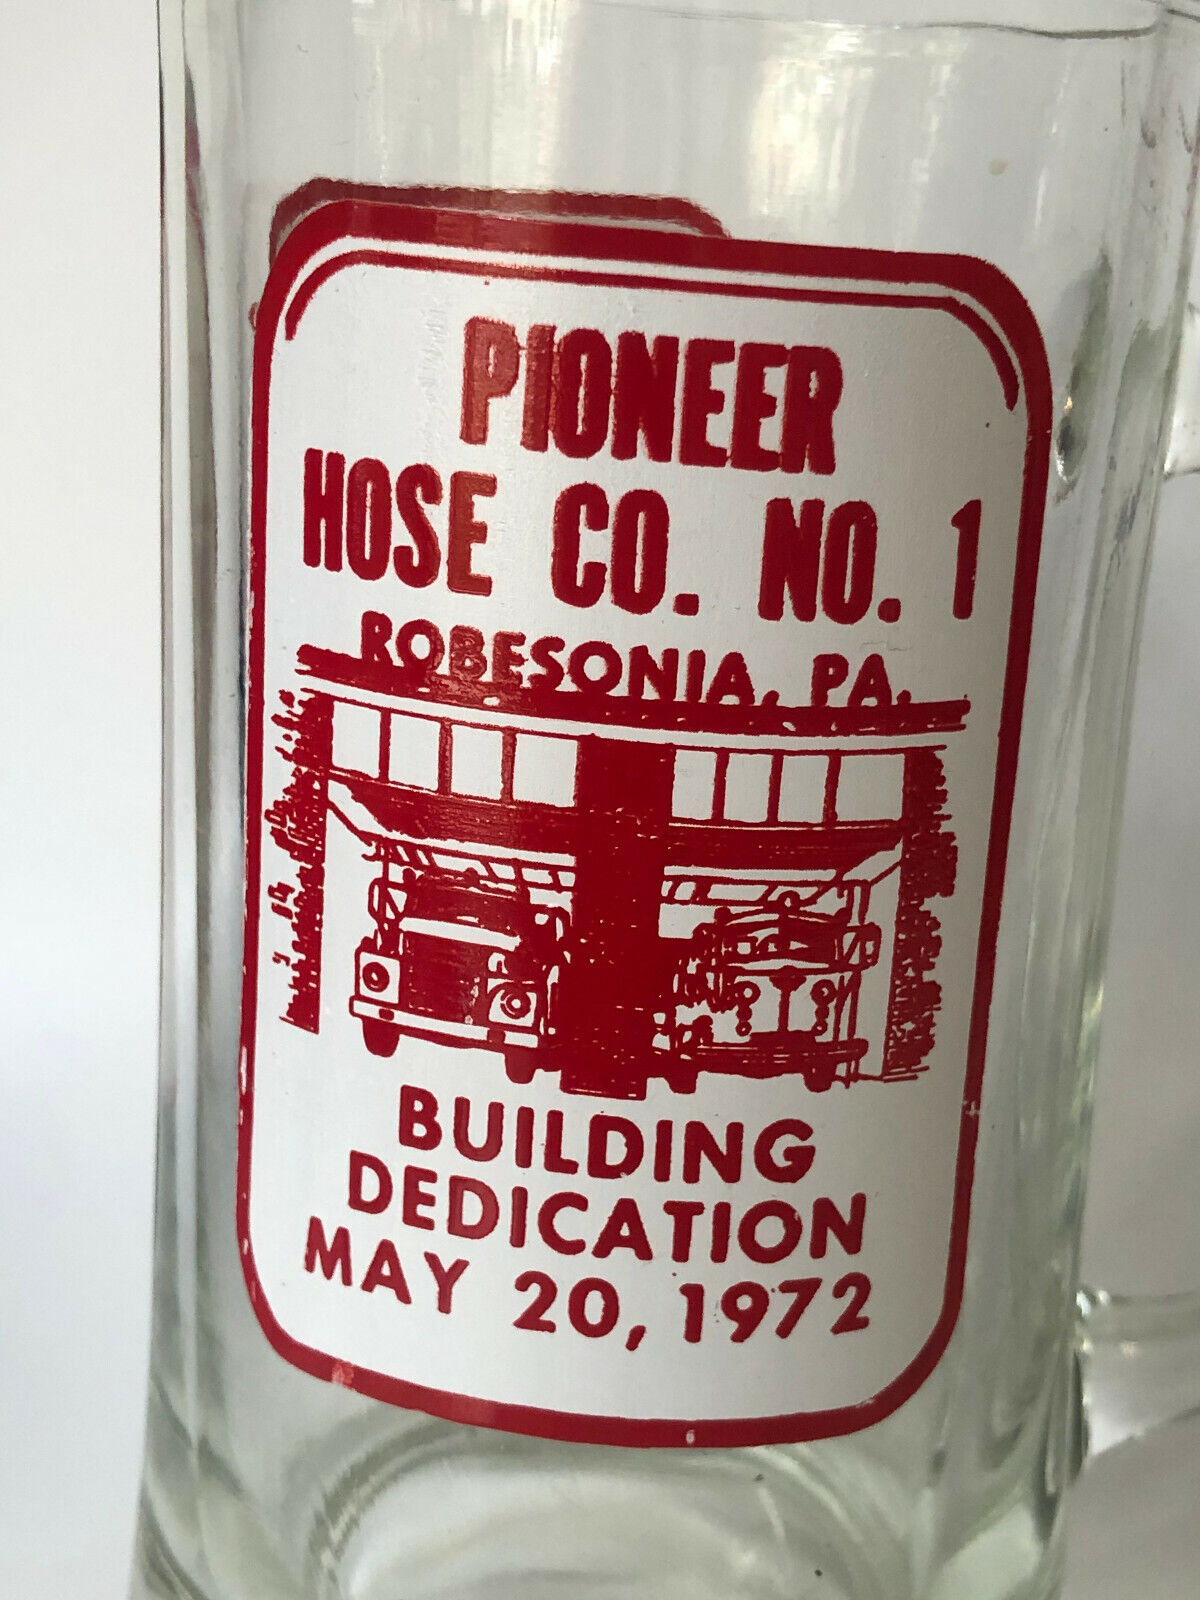 PIONEER
HOSE CO. NO. 1
ROBESONIA, PA.
BUILDING
DEDICATION
MAY 20, 1972